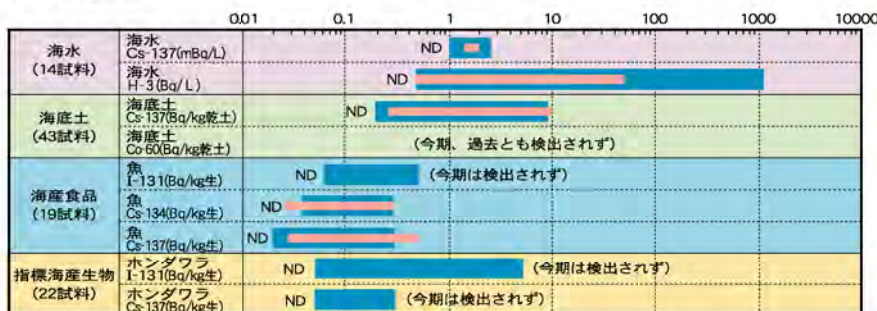 0.01 0.1 1 10 100 1000 10000
海水
(14試料)
海水
Cs-137(mBq/L)
ND
海水
H-3(Bq/L)
ND
海底土
(43試料)
海底土
Cs-137(Bq/kg乾土)
ND
海底土
Co-60(Bq/kg乾土)
(今期、過去とも検出されず)
海産食品
(19試料)
魚
I-131(Bq/kg生)
ND
(今期は検出されず)
魚
Cs-134(Bq/kg生)
ND
魚
Cs-137(Bq/kg生)
ND
指標海産生物
(22試料)
ホンダワラ
I-131(Bq/kg生)
ND
(今期は検出されず)
ホンダワラ
Cs-137(Bq/kg生)
ND
(今期は検出されず)